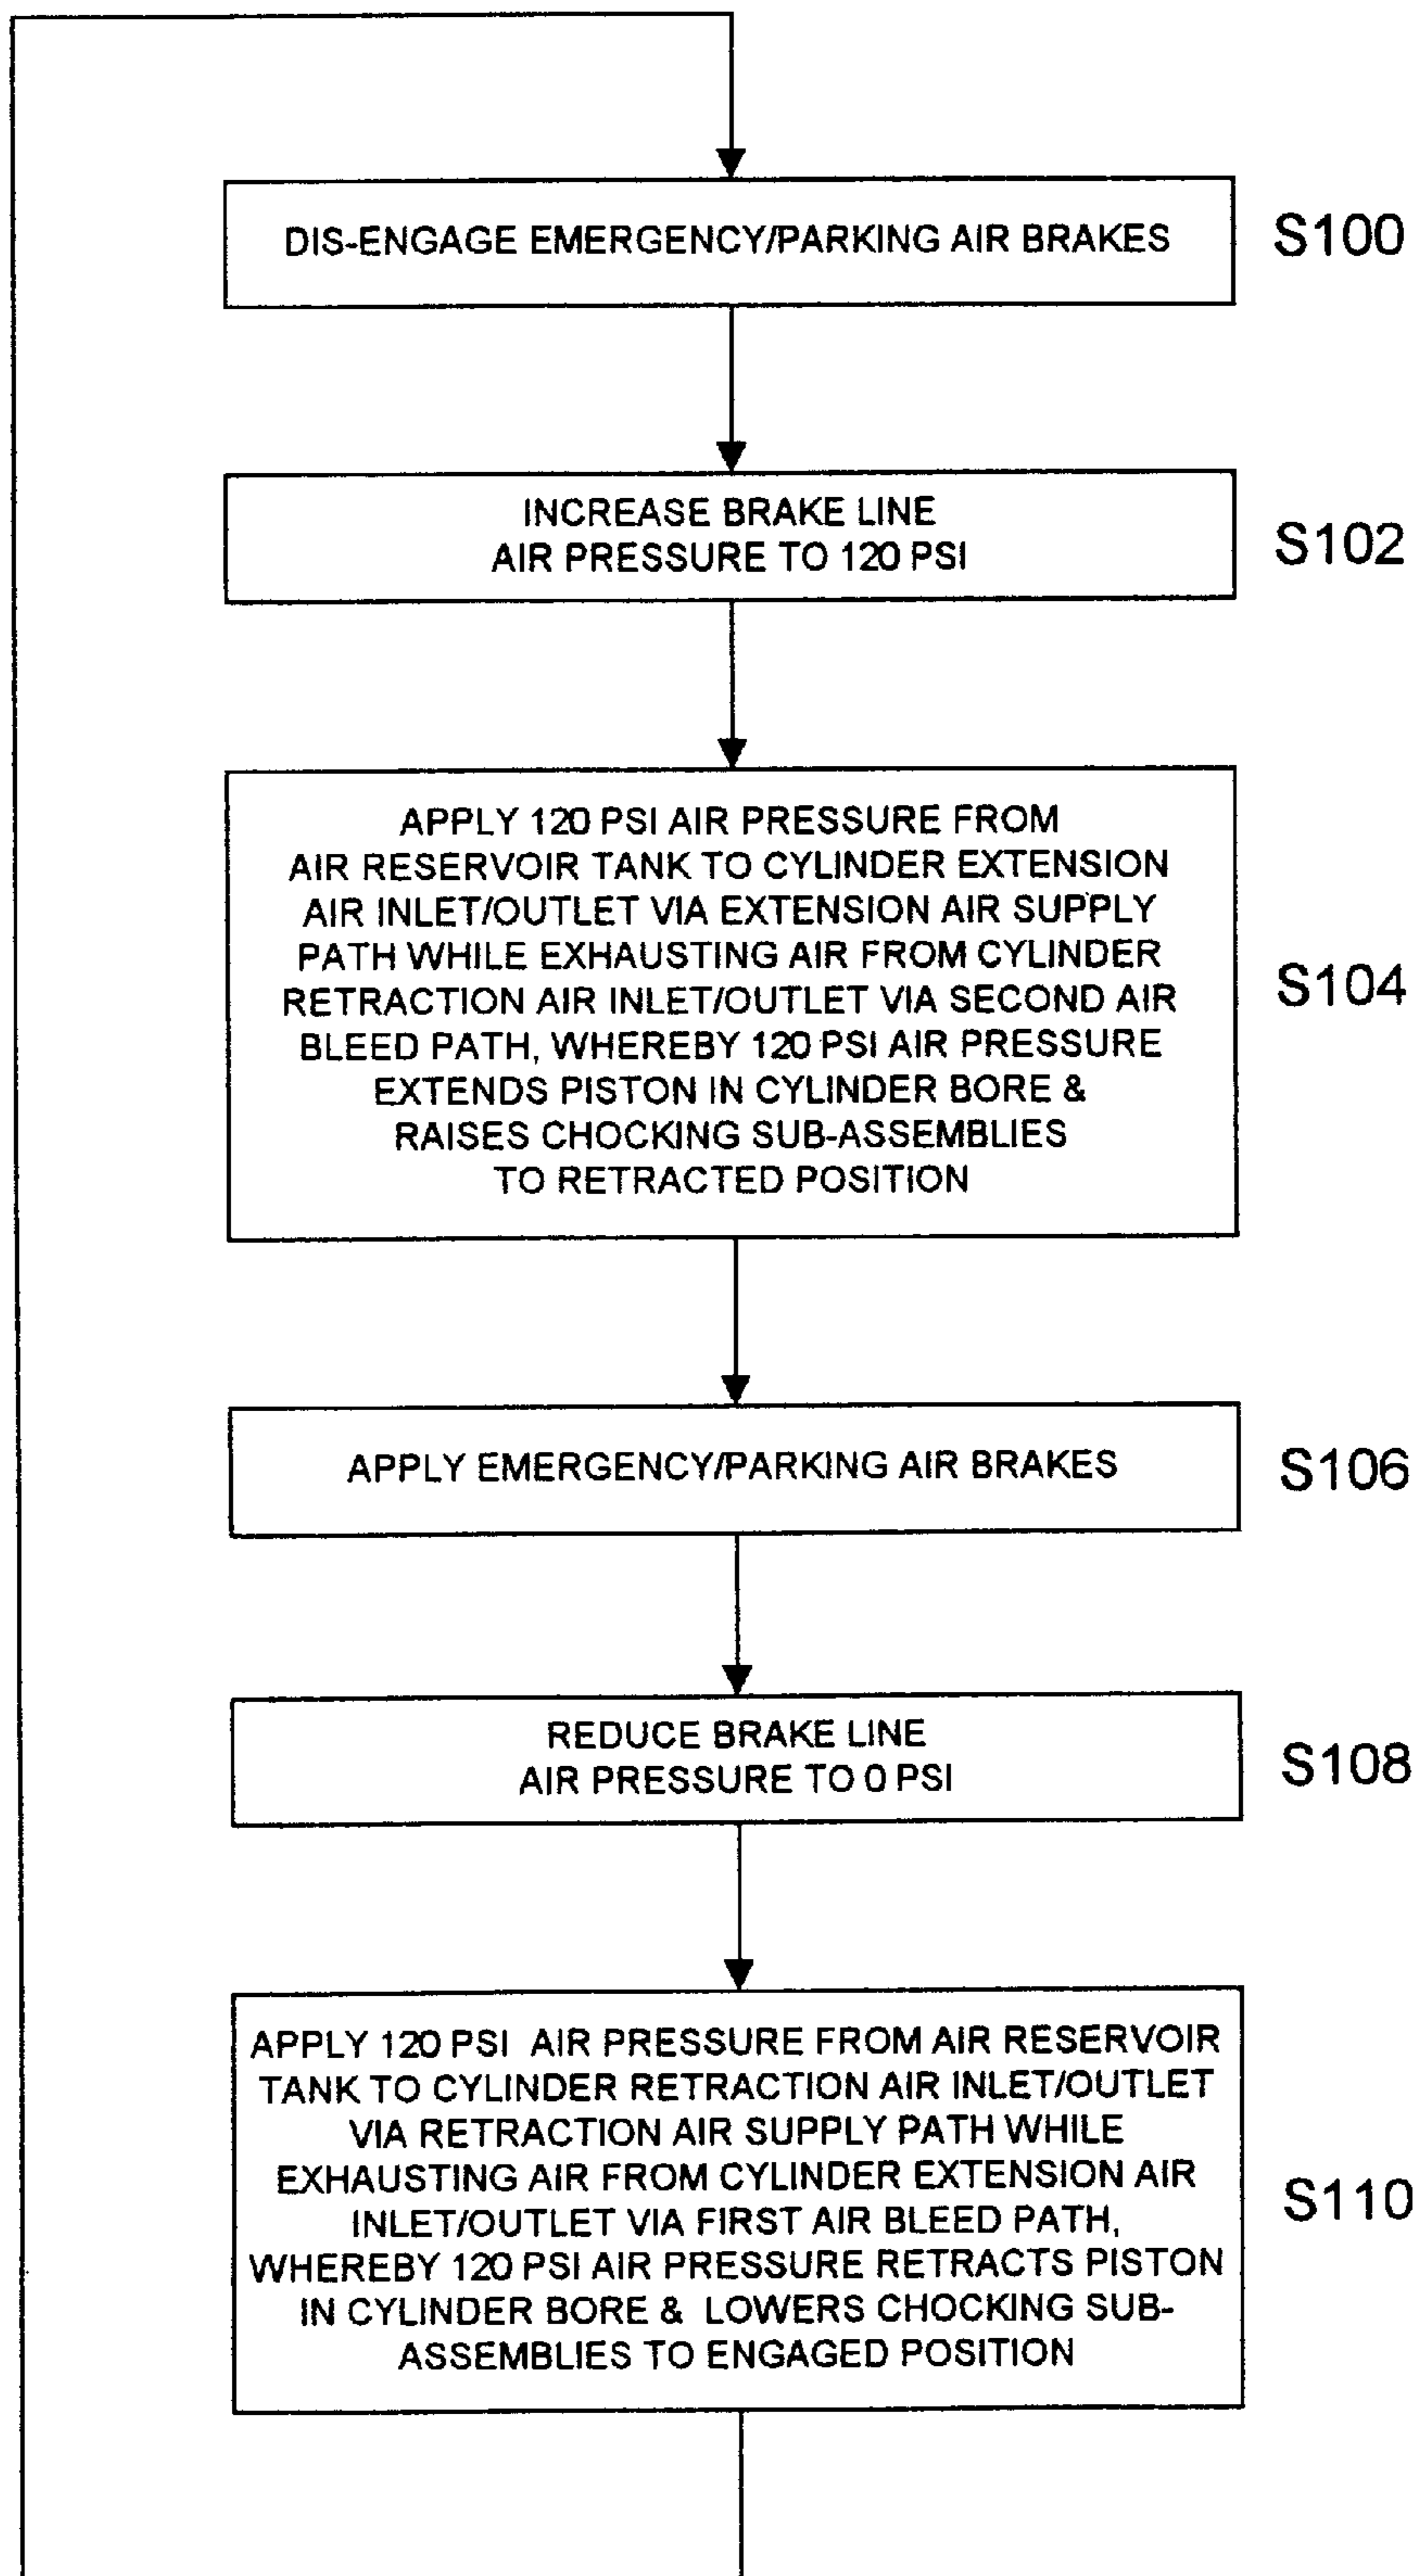 DIS-ENGAGE EMERGENCY/PARKING AIR BRAKES
S100
INCREASE BRAKE LINE
AIR PRESSURE TO 120 PSI
S102
APPLY 120 PSI AIR PRESSURE FROM
AIR RESERVOIR TANK TO CYLINDER EXTENSION
AIR INLET/OUTLET VIA EXTENSION AIR SUPPLY
PATH WHILE EXHAUSTING AIR FROM CYLINDER
RETRACTION AIR INLET/OUTLET VIA SECOND AIR
BLEED PATH, WHEREBY 120 PSI AIR PRESSURE
EXTENDS PISTON IN CYLINDER BORE &
RAISES CHOCKING SUB-ASSEMBLIES
TO RETRACTED POSITION
S104
APPLY EMERGENCY/PARKING AIR BRAKES
S106
REDUCE BRAKE LINE
AIR PRESSURE TO 0 PSI
S108
APPLY 120 PSI AIR PRESSURE FROM AIR RESERVOIR
TANK TO CYLINDER RETRACTION AIR INLET/OUTLET
VIA RETRACTION AIR SUPPLY PATH WHILE
EXHAUSTING AIR FROM CYLINDER EXTENSION AIR
INLET/OUTLET VIA FIRST AIR BLEED PATH,
WHEREBY 120 PSI AIR PRESSURE RETRACTS PISTON
IN CYLINDER BORE & LOWERS CHOCKING SUB-
ASSEMBLIES TO ENGAGED POSITION
S110